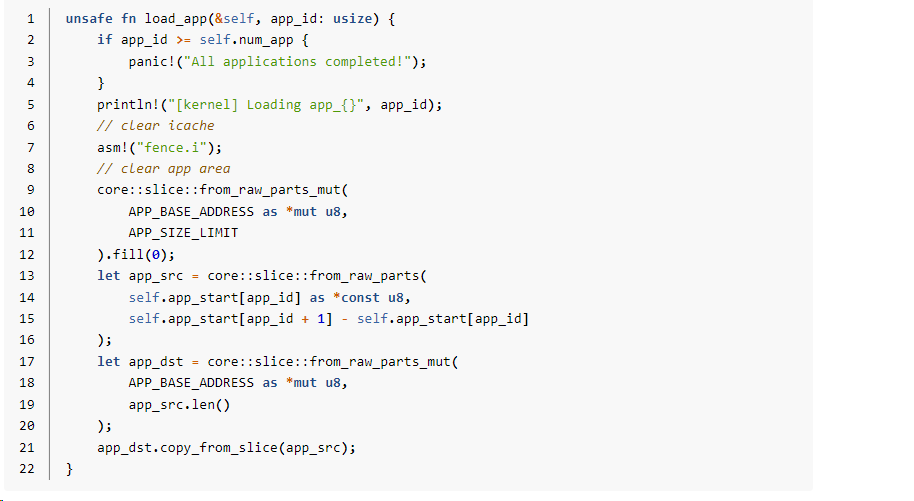 1 unsafe fn load_app(&self, app_id: usize) {
2     if app_id >= self.num_app {
3         panic!("All applications completed!");
4     }
5     println!("[kernel] Loading app_{}", app_id);
6     // clear icache
7     asm!("fence.i");
8     // clear app area
9     core::slice::from_raw_parts_mut(
10         APP_BASE_ADDRESS as *mut u8,
11         APP_SIZE_LIMIT
12     ).fill(0);
13     let app_src = core::slice::from_raw_parts(
14         self.app_start[app_id] as *const u8,
15         self.app_start[app_id + 1] - self.app_start[app_id]
16     );
17     let app_dst = core::slice::from_raw_parts_mut(
18         APP_BASE_ADDRESS as *mut u8,
19         app_src.len()
20     );
21     app_dst.copy_from_slice(app_src);
22 }